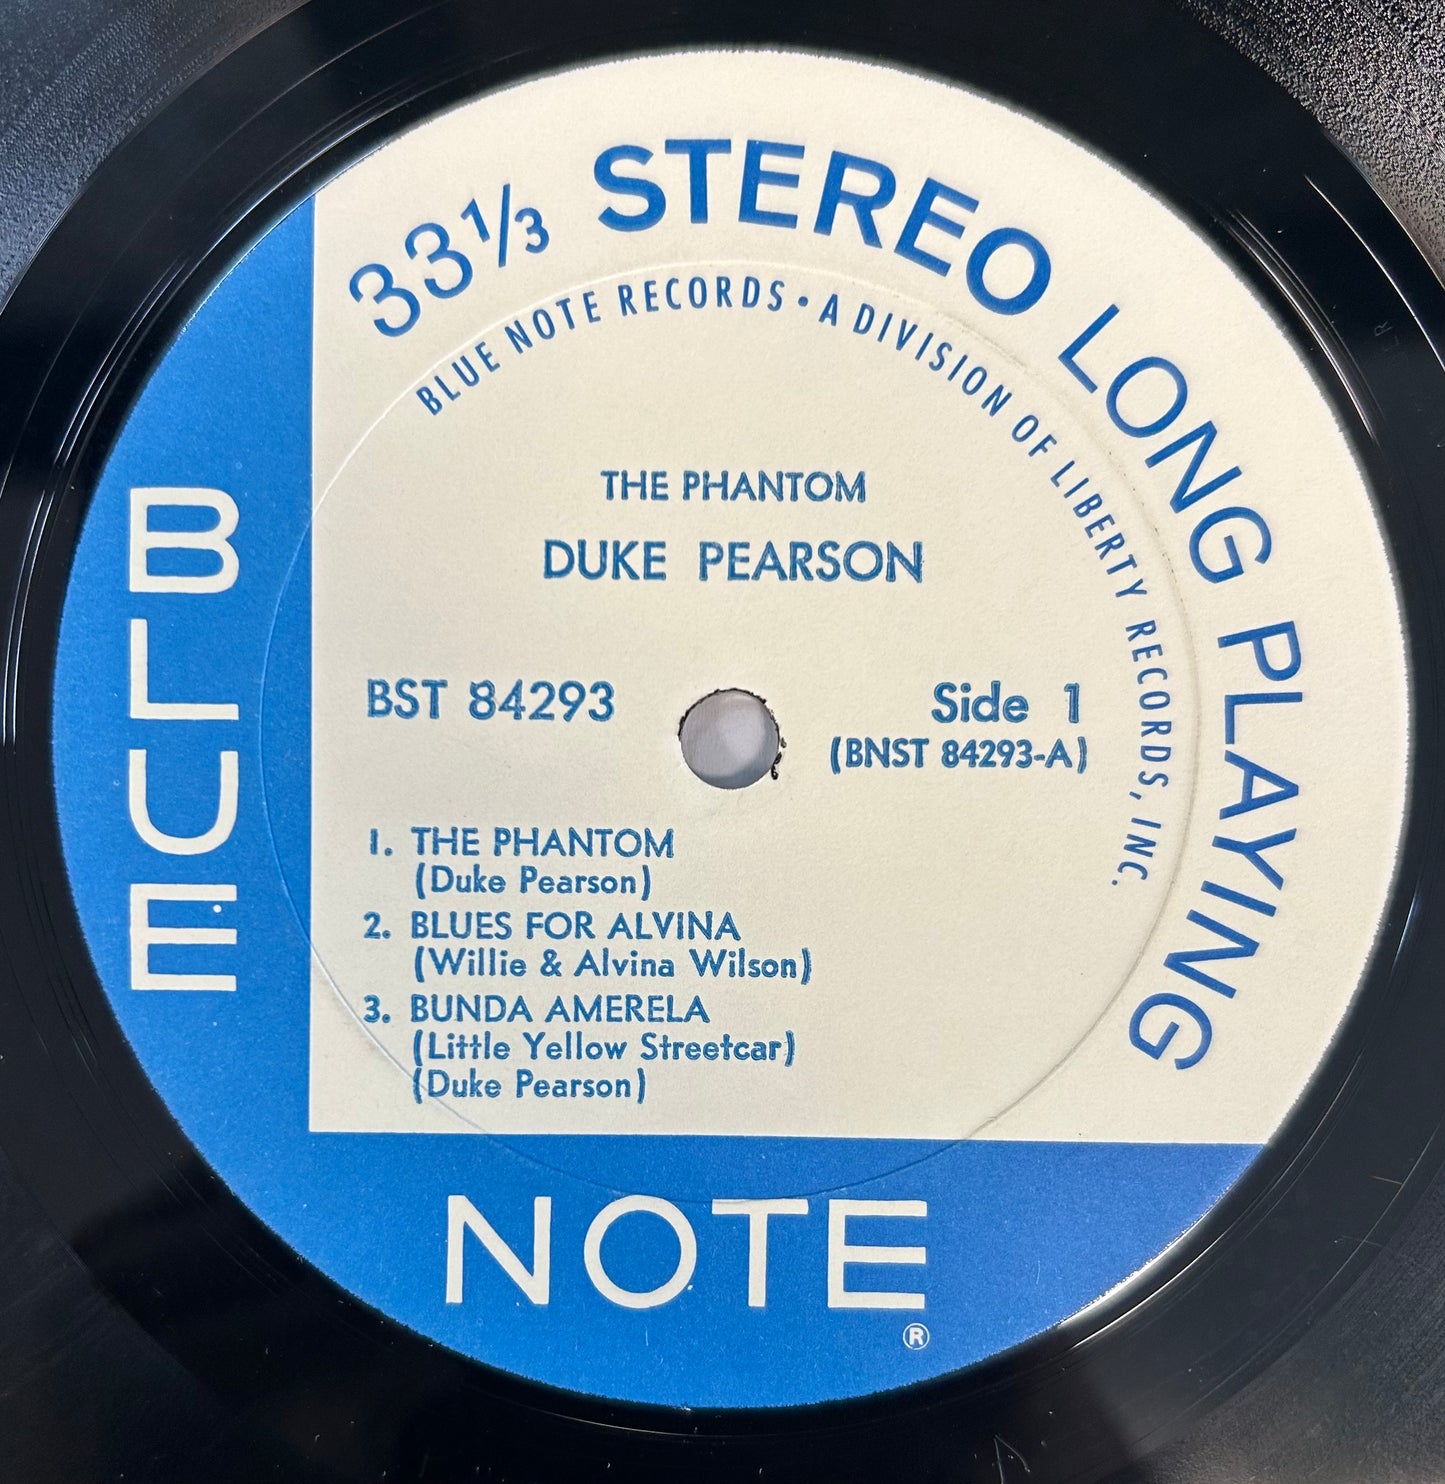 33⅓ STEREO LONG PLAYING
BLUE NOTE RECORDS • A DIVISION OF LIBERTY RECORDS, INC.
THE PHANTOM
DUKE PEARSON
BST 84293
Side 1
(BNST 84293-A)
1. THE PHANTOM
(Duke Pearson)
2. BLUES FOR ALVINA
(Willie & Alvina Wilson)
3. BUNDA AMERELA
(Little Yellow Streetcar)
(Duke Pearson)
BLUE
NOTE
®
LR